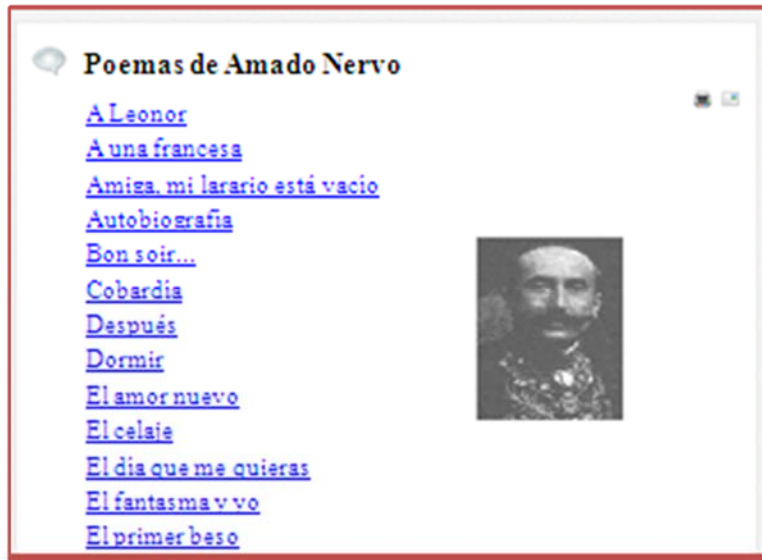 Poemas de Amado Nervo
A Leonor
A una francesa
Amiga, mi larario está vacío
Autobiografía
Bon soir...
Cobardía
Después
Dormir
El amor nuevo
El celaje
El día que me quieras
El fantasma y yo
El primer beso